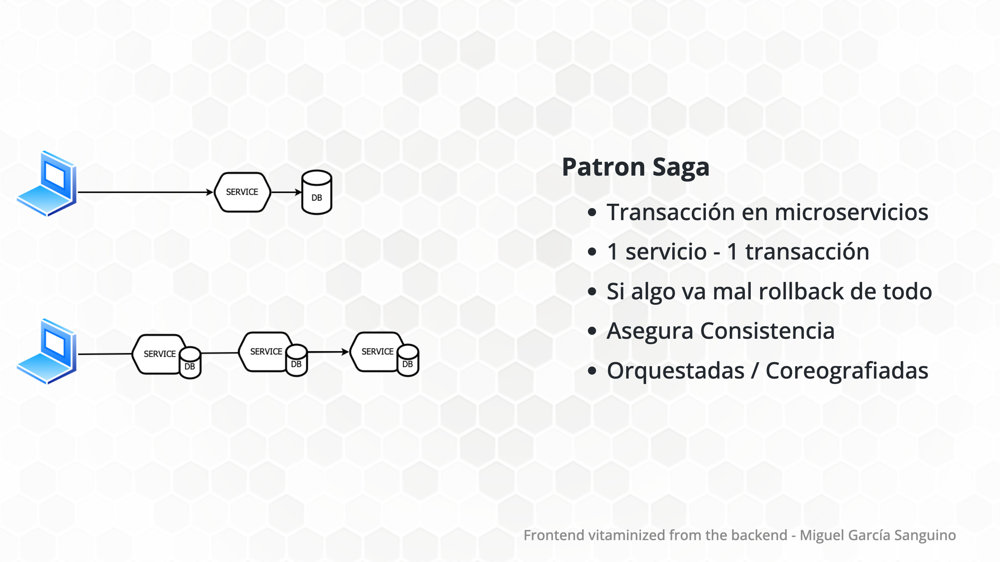 SERVICE
DB
SERVICE
DB
SERVICE
DB
SERVICE
DB
Patron Saga
• Transacción en microservicios
• 1 servicio - 1 transacción
• Si algo va mal rollback de todo
• Asegura Consistencia
• Orquestadas / Coreografiadas
Frontend vitaminized from the backend - Miguel García Sanguino